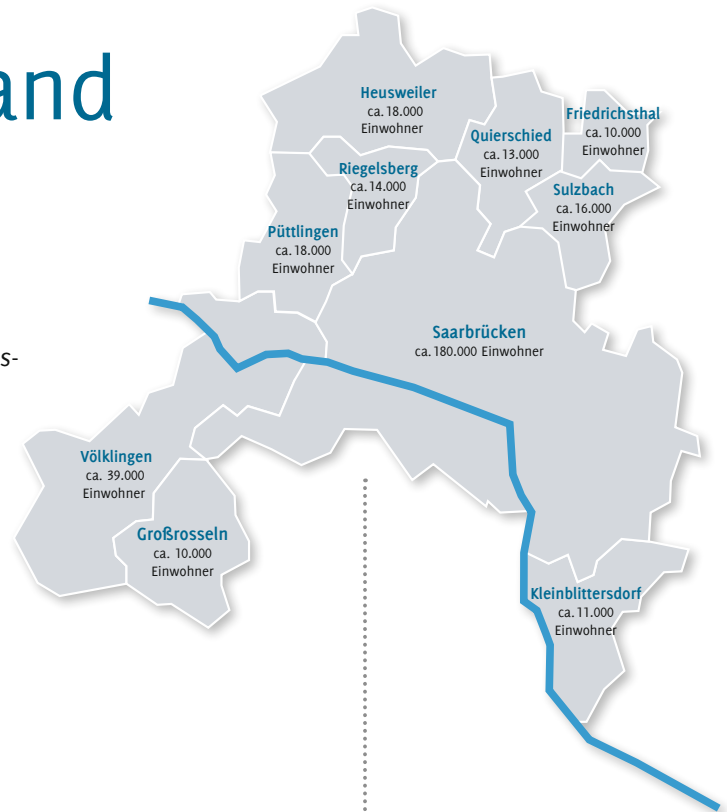 and
Heusweiler
ca. 18.000
Einwohner
Friedrichsthal
ca. 10.000
Einwohner
Quierschied
ca. 13.000
Einwohner
Riegelsberg
ca. 14.000
Einwohner
Sulzbach
ca. 16.000
Einwohner
Püttlingen
ca. 18.000
Einwohner
Saarbrücken
ca. 180.000 Einwohner
s-
Völklingen
ca. 39.000
Einwohner
Großrosseln
ca. 10.000
Einwohner
Kleinblittersdorf
ca. 11.000
Einwohner